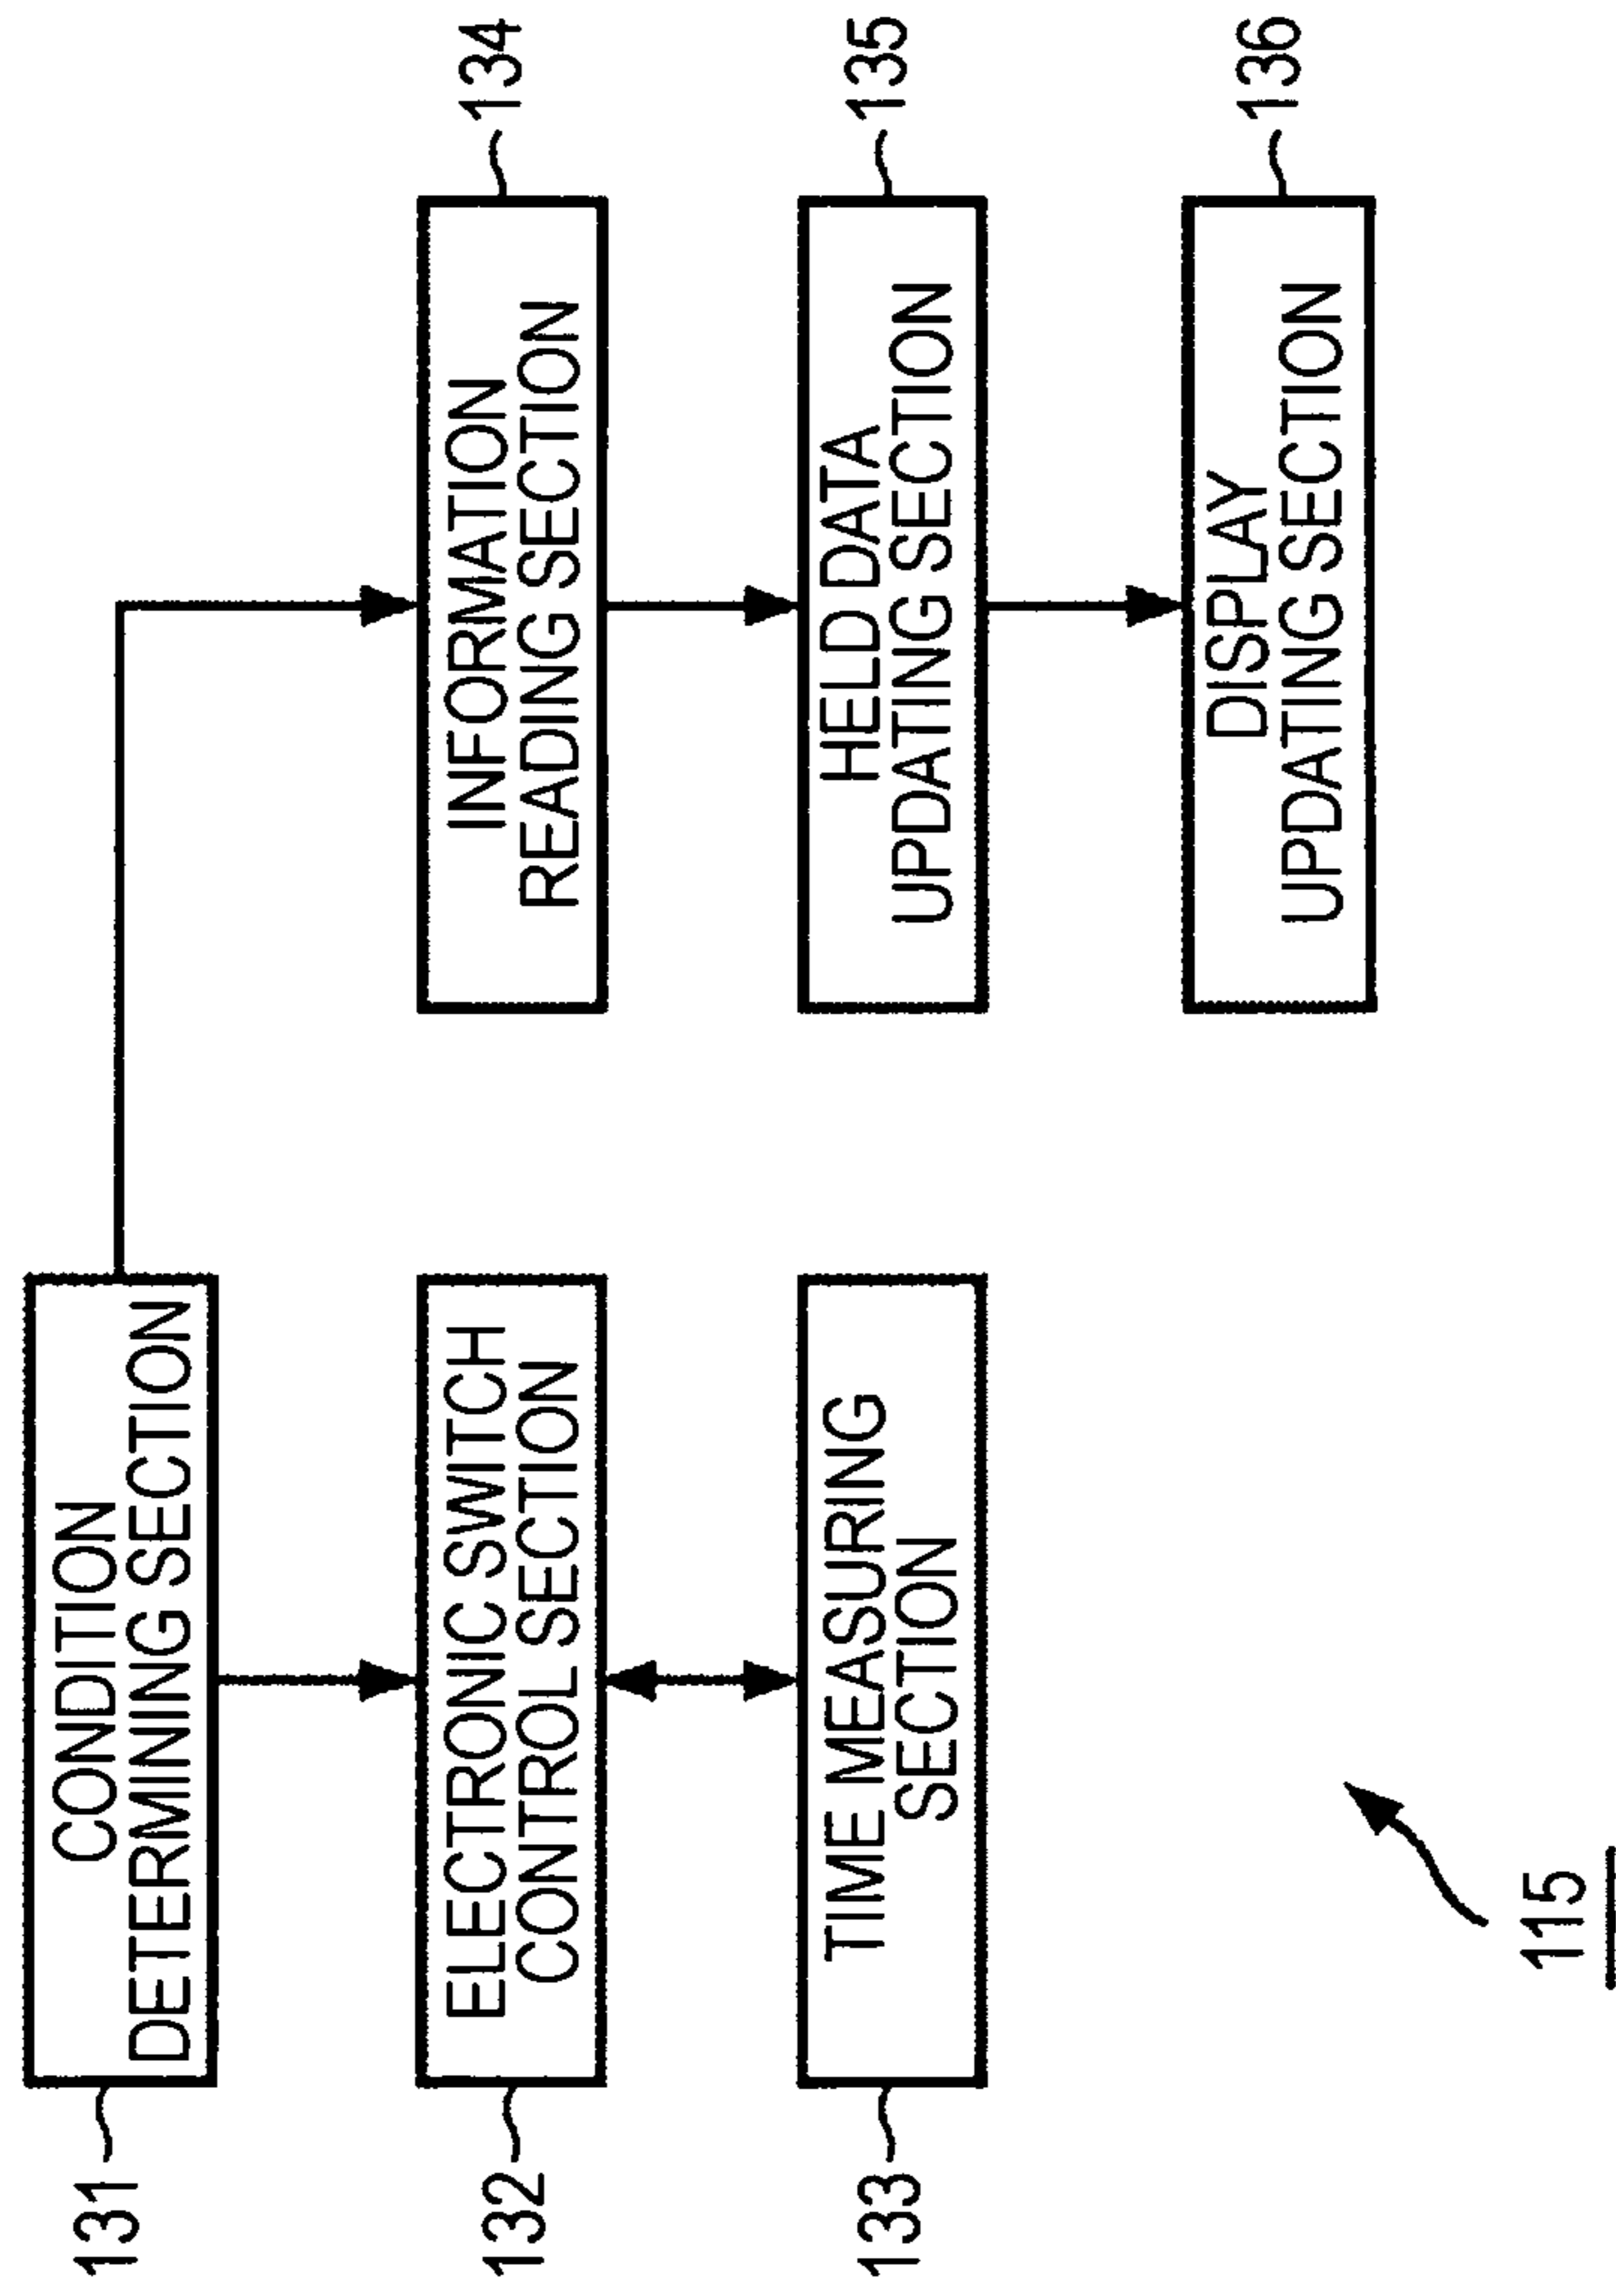 131
CONDITION
DETERMINING SECTION
132
ELECTRONIC SWITCH
CONTROL SECTION
133
TIME MEASURING
SECTION
134
INFORMATION
READING SECTION
135
HELD DATA
UPDATING SECTION
136
DISPLAY
UPDATING SECTION
115